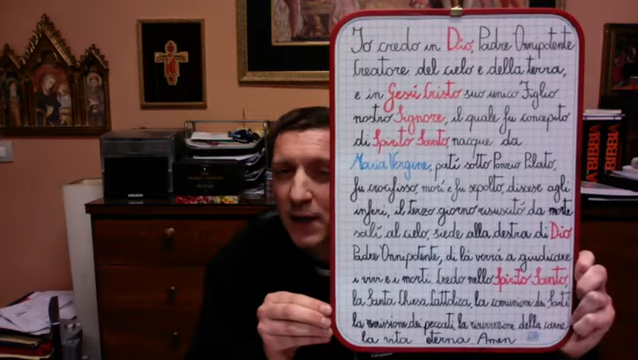 Io credo in Dio, Padre Onnipotente
Creatore del cielo e della terra,
e in Gesù Cristo suo unico Figlio
nostro Signore, il quale fu concepito
di Spirito Santo nacque da
Maria Vergine, patì sotto Ponzio Pilato,
fu crocifisso, morì e fu sepolto, discese agli
inferi, il terzo giorno risuscitò da morte
salì al cielo, siede alla destra di Dio
Padre Onnipotente, di là verrà a giudicare
i vivi e i morti. Credo nello Spirito Santo,
la Santa Chiesa Cattolica, la comunione dei Santi
la remissione dei peccati, la risurrezione della carne
la vita eterna. Amen
LA BIBBIA